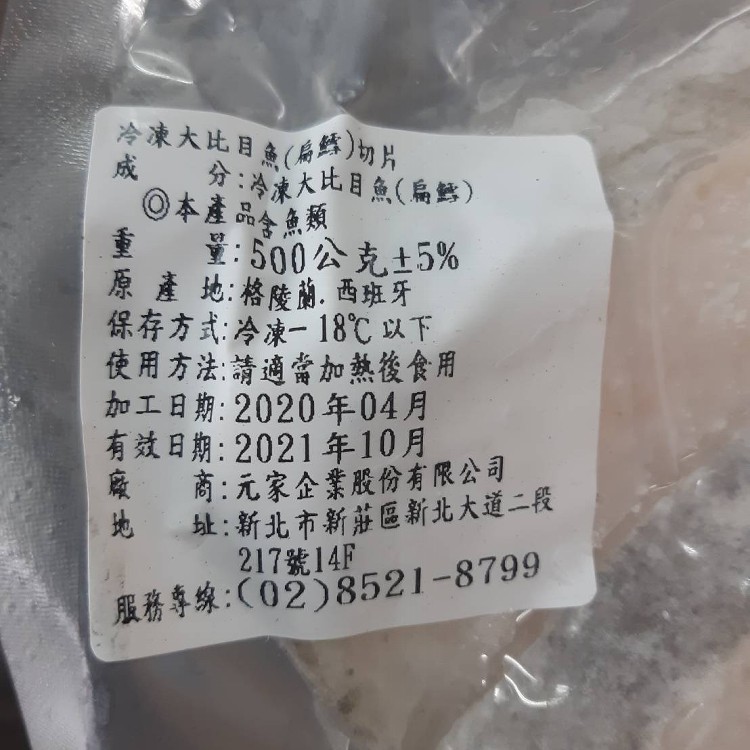 冷凍大比目魚(扁鱈)切片
成 分:冷凍大比目魚(扁鱈)
◎本產品含魚類
重 量:500公克±5%
原 產 地:格陵蘭.西班牙
保存方式:冷凍-18℃以下
使用方法:請適當加熱後食用
加工日期:2020年04月
有效日期:2021年10月
廠 商:元家企業股份有限公司
地 址:新北市新莊區新北大道二段
217號14F
服務專線:(02)8521-8799